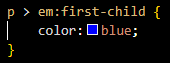 p > em:first-child {
    color:blue;
}